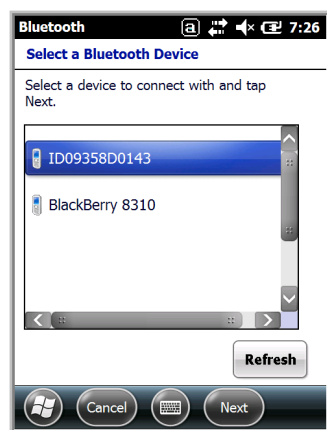 Bluetooth a 7:26
Select a Bluetooth Device
Select a device to connect with and tap
Next.
ID09358D0143
BlackBerry 8310
Refresh
Cancel Next